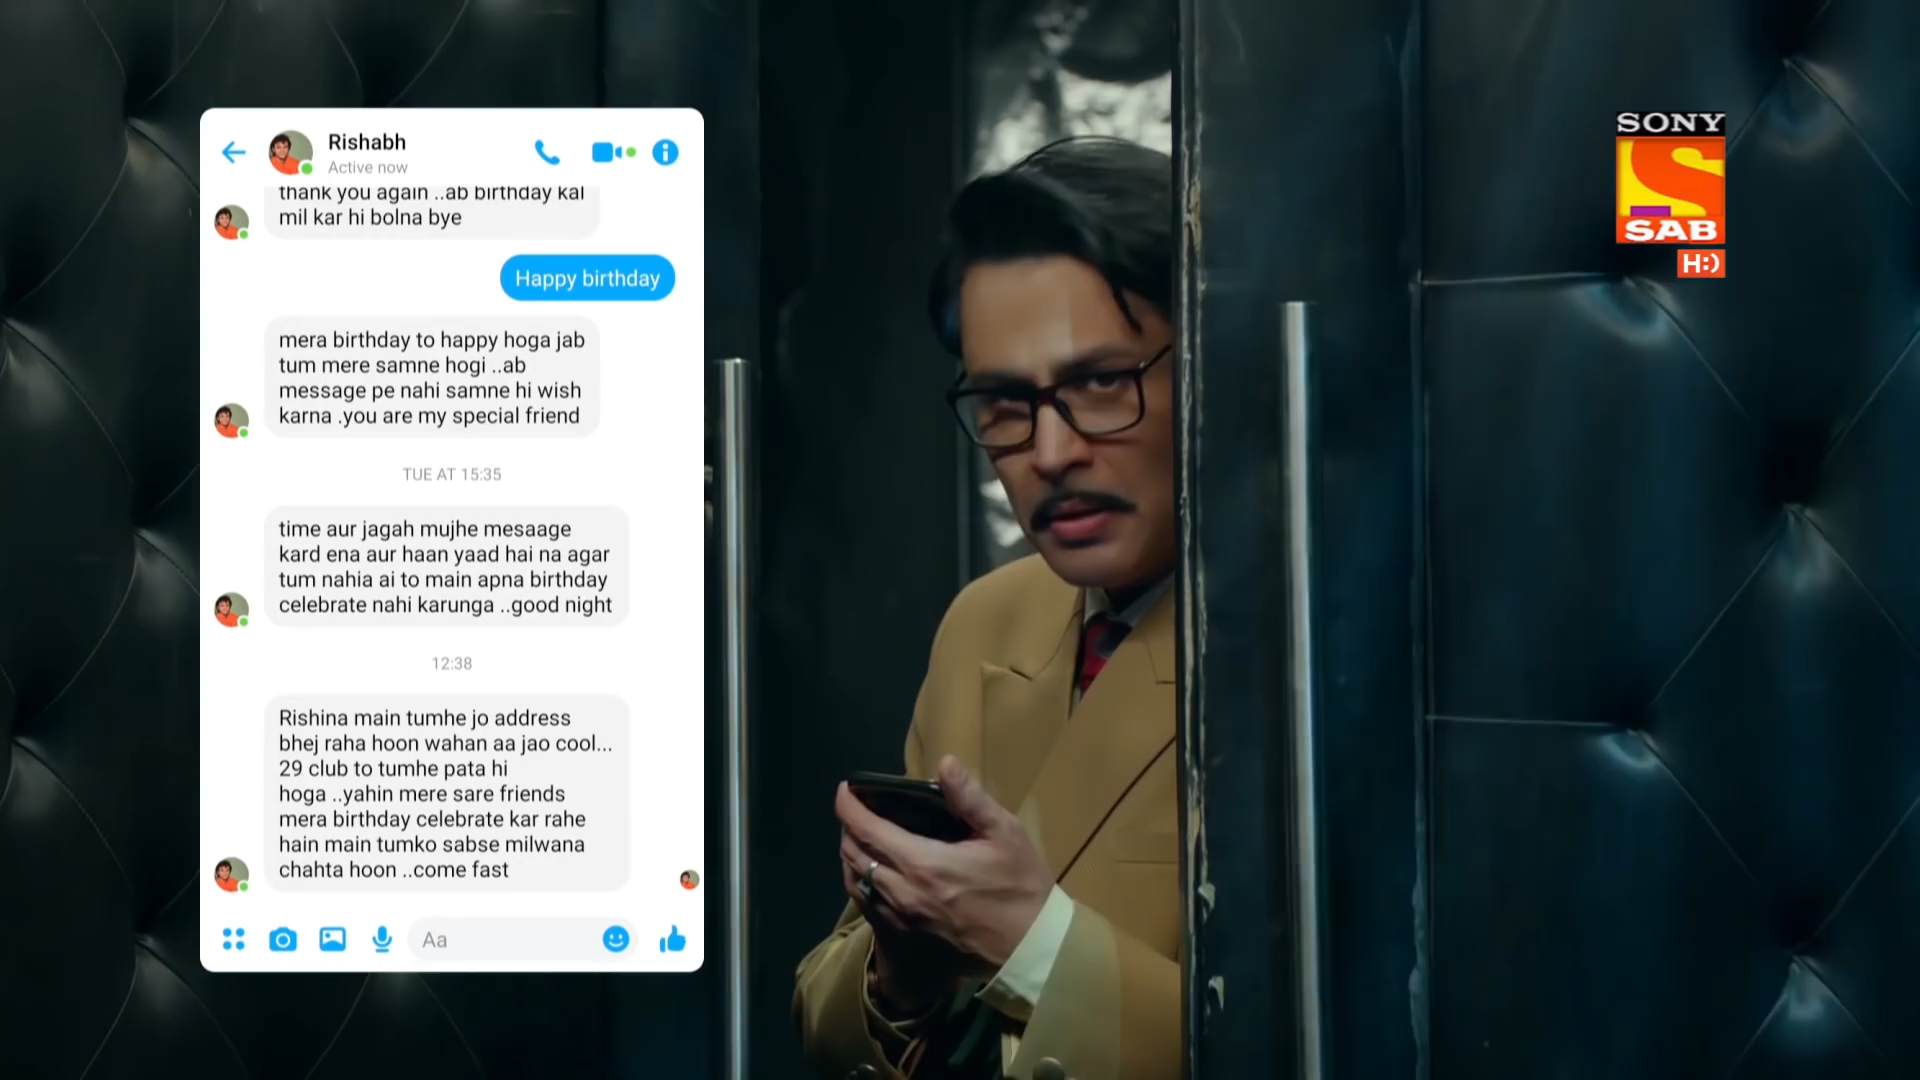 Rishabh
Active now
thank you again ..ab birthday kal
mil kar hi bolna bye
Happy birthday
mera birthday to happy hoga jab
tum mere samne hogi ..ab
message pe nahi samne hi wish
karna .you are my special friend
TUE AT 15:35
time aur jagah mujhe mesaage
kard ena aur haan yaad hai na agar
tum nahia ai to main apna birthday
celebrate nahi karunga ..good night
12:38
Rishina main tumhe jo address
bhej raha hoon wahan aa jao cool...
29 club to tumhe pata hi
hoga ..yahin mere sare friends
mera birthday celebrate kar rahe
hain main tumko sabse milwana
chahta hoon ..come fast
Aa
SONY
S
SAB
H:)